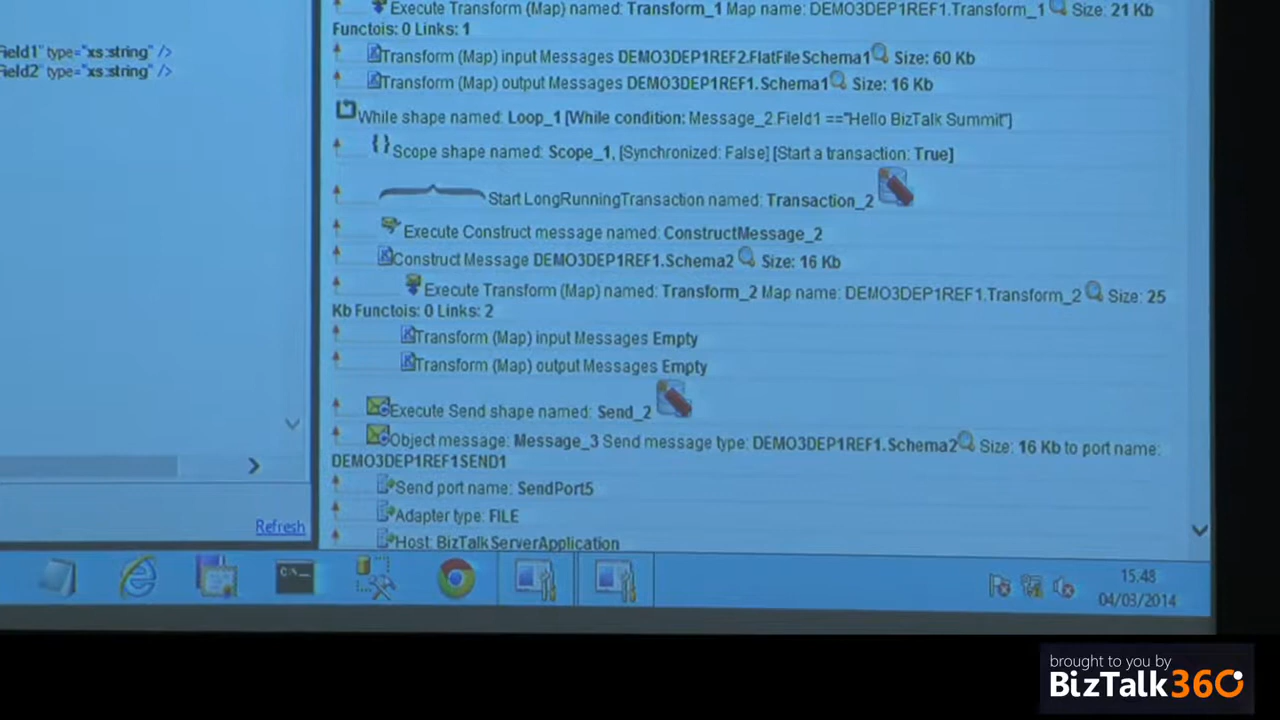 Execute Transform (Map) named: Transform_1 Map name: DEMO3DEP1REF1.Transform_1 Size: 21 Kb
Functois: 0 Links: 1
Field1" type="xs:string" />
Field2" type="xs:string" />
Transform (Map) input Messages DEMO3DEP1REF2.FlatFileSchema1 Size: 60 Kb
Transform (Map) output Messages DEMO3DEP1REF1.Schema1 Size: 16 Kb
While shape named: Loop_1 [While condition: Message_2.Field1 =="Hello BizTalk Summit"]
{ } Scope shape named: Scope_1, [Synchronized: False] [Start a transaction: True]
Start LongRunningTransaction named: Transaction_2
Execute Construct message named: ConstructMessage_2
Construct Message DEMO3DEP1REF1.Schema2 Size: 16 Kb
Execute Transform (Map) named: Transform_2 Map name: DEMO3DEP1REF1.Transform_2 Size: 25
Kb Functois: 0 Links: 2
Transform (Map) input Messages Empty
Transform (Map) output Messages Empty
Execute Send shape named: Send_2
Object message: Message_3 Send message type: DEMO3DEP1REF1.Schema2 Size: 16 Kb to port name:
DEMO3DEP1REF1SEND1
Send port name: SendPort5
Adapter type: FILE
Host: BizTalkServerApplication
Refresh
15.48
04/03/2014
brought to you by
BizTalk360